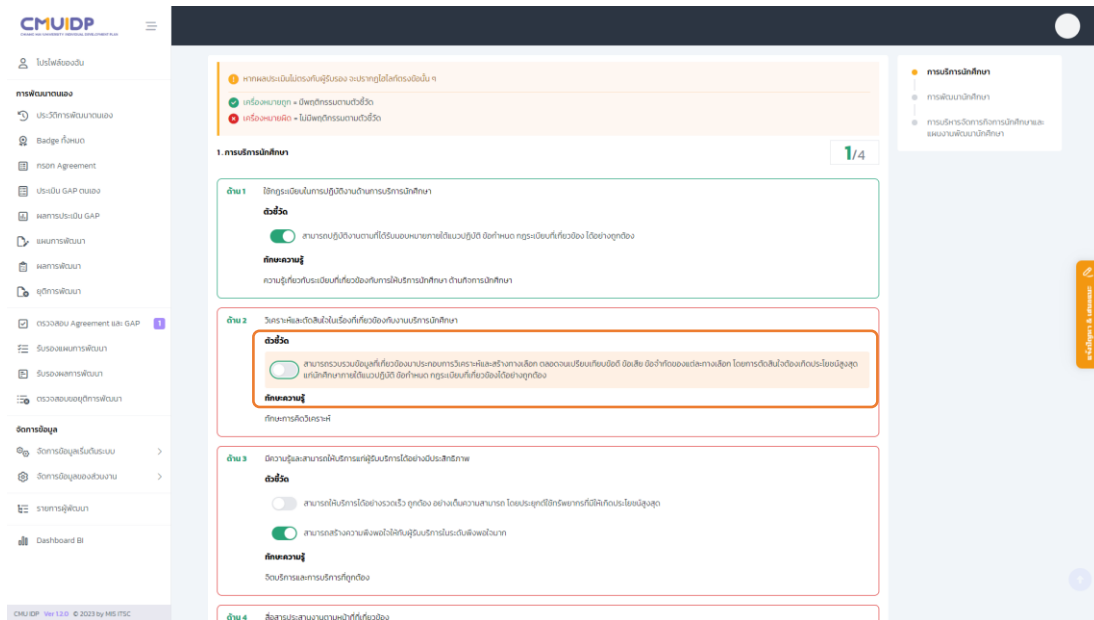 CMUIDP
CHIANG MAI UNIVERSITY INDIVIDUAL DEVELOPMENT PLAN
โปรไฟล์ของฉัน
การพัฒนาตนเอง
ประวัติการพัฒนาตนเอง
Badge ทั้งหมด
กรอก Agreement
ประเมิน GAP ตนเอง
ผลการประเมิน GAP
แผนการพัฒนา
ผลการพัฒนา
ยุติการพัฒนา
ตรวจสอบ Agreement และ GAP 1
รับรองแผนการพัฒนา
รับรองผลการพัฒนา
ตรวจสอบขอยุติการพัฒนา
จัดการข้อมูล
จัดการข้อมูลเริ่มต้นระบบ
จัดการข้อมูลของส่วนงาน
รายการผู้พัฒนา
Dashboard BI
CMU IDP Ver 1.2.0 © 2023 by MIS ITSC
หากผลประเมินไม่ตรงกับผู้รับรอง จะปรากฏไฮไลท์ตรงข้อนั้น ๆ
เครื่องหมายถูก = มีพฤติกรรมตามตัวชี้วัด
เครื่องหมายผิด = ไม่มีพฤติกรรมตามตัวชี้วัด
1. การบริการนักศึกษา
1/4
ด้าน 1 ใช้กฎระเบียบในการปฏิบัติงานด้านการบริการนักศึกษา
ตัวชี้วัด
สามารถปฏิบัติงานตามที่ได้รับมอบหมายภายใต้แนวปฏิบัติ ข้อกำหนด กฎระเบียบที่เกี่ยวข้อง ได้อย่างถูกต้อง
ทักษะความรู้
ความรู้เกี่ยวกับระเบียบที่เกี่ยวข้องกับการให้บริการนักศึกษา ด้านกิจการนักศึกษา
ด้าน 2 วิเคราะห์และตัดสินใจในเรื่องที่เกี่ยวข้องกับงานบริการนักศึกษา
ตัวชี้วัด
สามารถรวบรวมข้อมูลที่เกี่ยวข้องมาประกอบการวิเคราะห์และสร้างทางเลือก ตลอดจนเปรียบเทียบข้อดี ข้อเสีย ข้อจำกัดของแต่ละทางเลือก โดยการตัดสินใจต้องเกิดประโยชน์สูงสุด
แก่นักศึกษาภายใต้แนวปฏิบัติ ข้อกำหนด กฎระเบียบที่เกี่ยวข้องได้อย่างถูกต้อง
ทักษะความรู้
ทักษะการคิดวิเคราะห์
ด้าน 3 มีความรู้และสามารถให้บริการแก่ผู้รับบริการได้อย่างมีประสิทธิภาพ
ตัวชี้วัด
สามารถให้บริการได้อย่างรวดเร็ว ถูกต้อง อย่างเต็มความสามารถ โดยประยุกต์ใช้ทรัพยากรที่มีให้เกิดประโยชน์สูงสุด
สามารถสร้างความพึงพอใจให้กับผู้รับบริการในระดับพึงพอใจมาก
ทักษะความรู้
จิตบริการและการบริการที่ถูกต้อง
ด้าน 4 สื่อสารประสานงานตามหน้าที่ที่เกี่ยวข้อง
การบริการนักศึกษา
การพัฒนานักศึกษา
การบริหารจัดการกิจการนักศึกษาและ
แผนงานพัฒนานักศึกษา
แจ้งปัญหา & เสนอแนะ